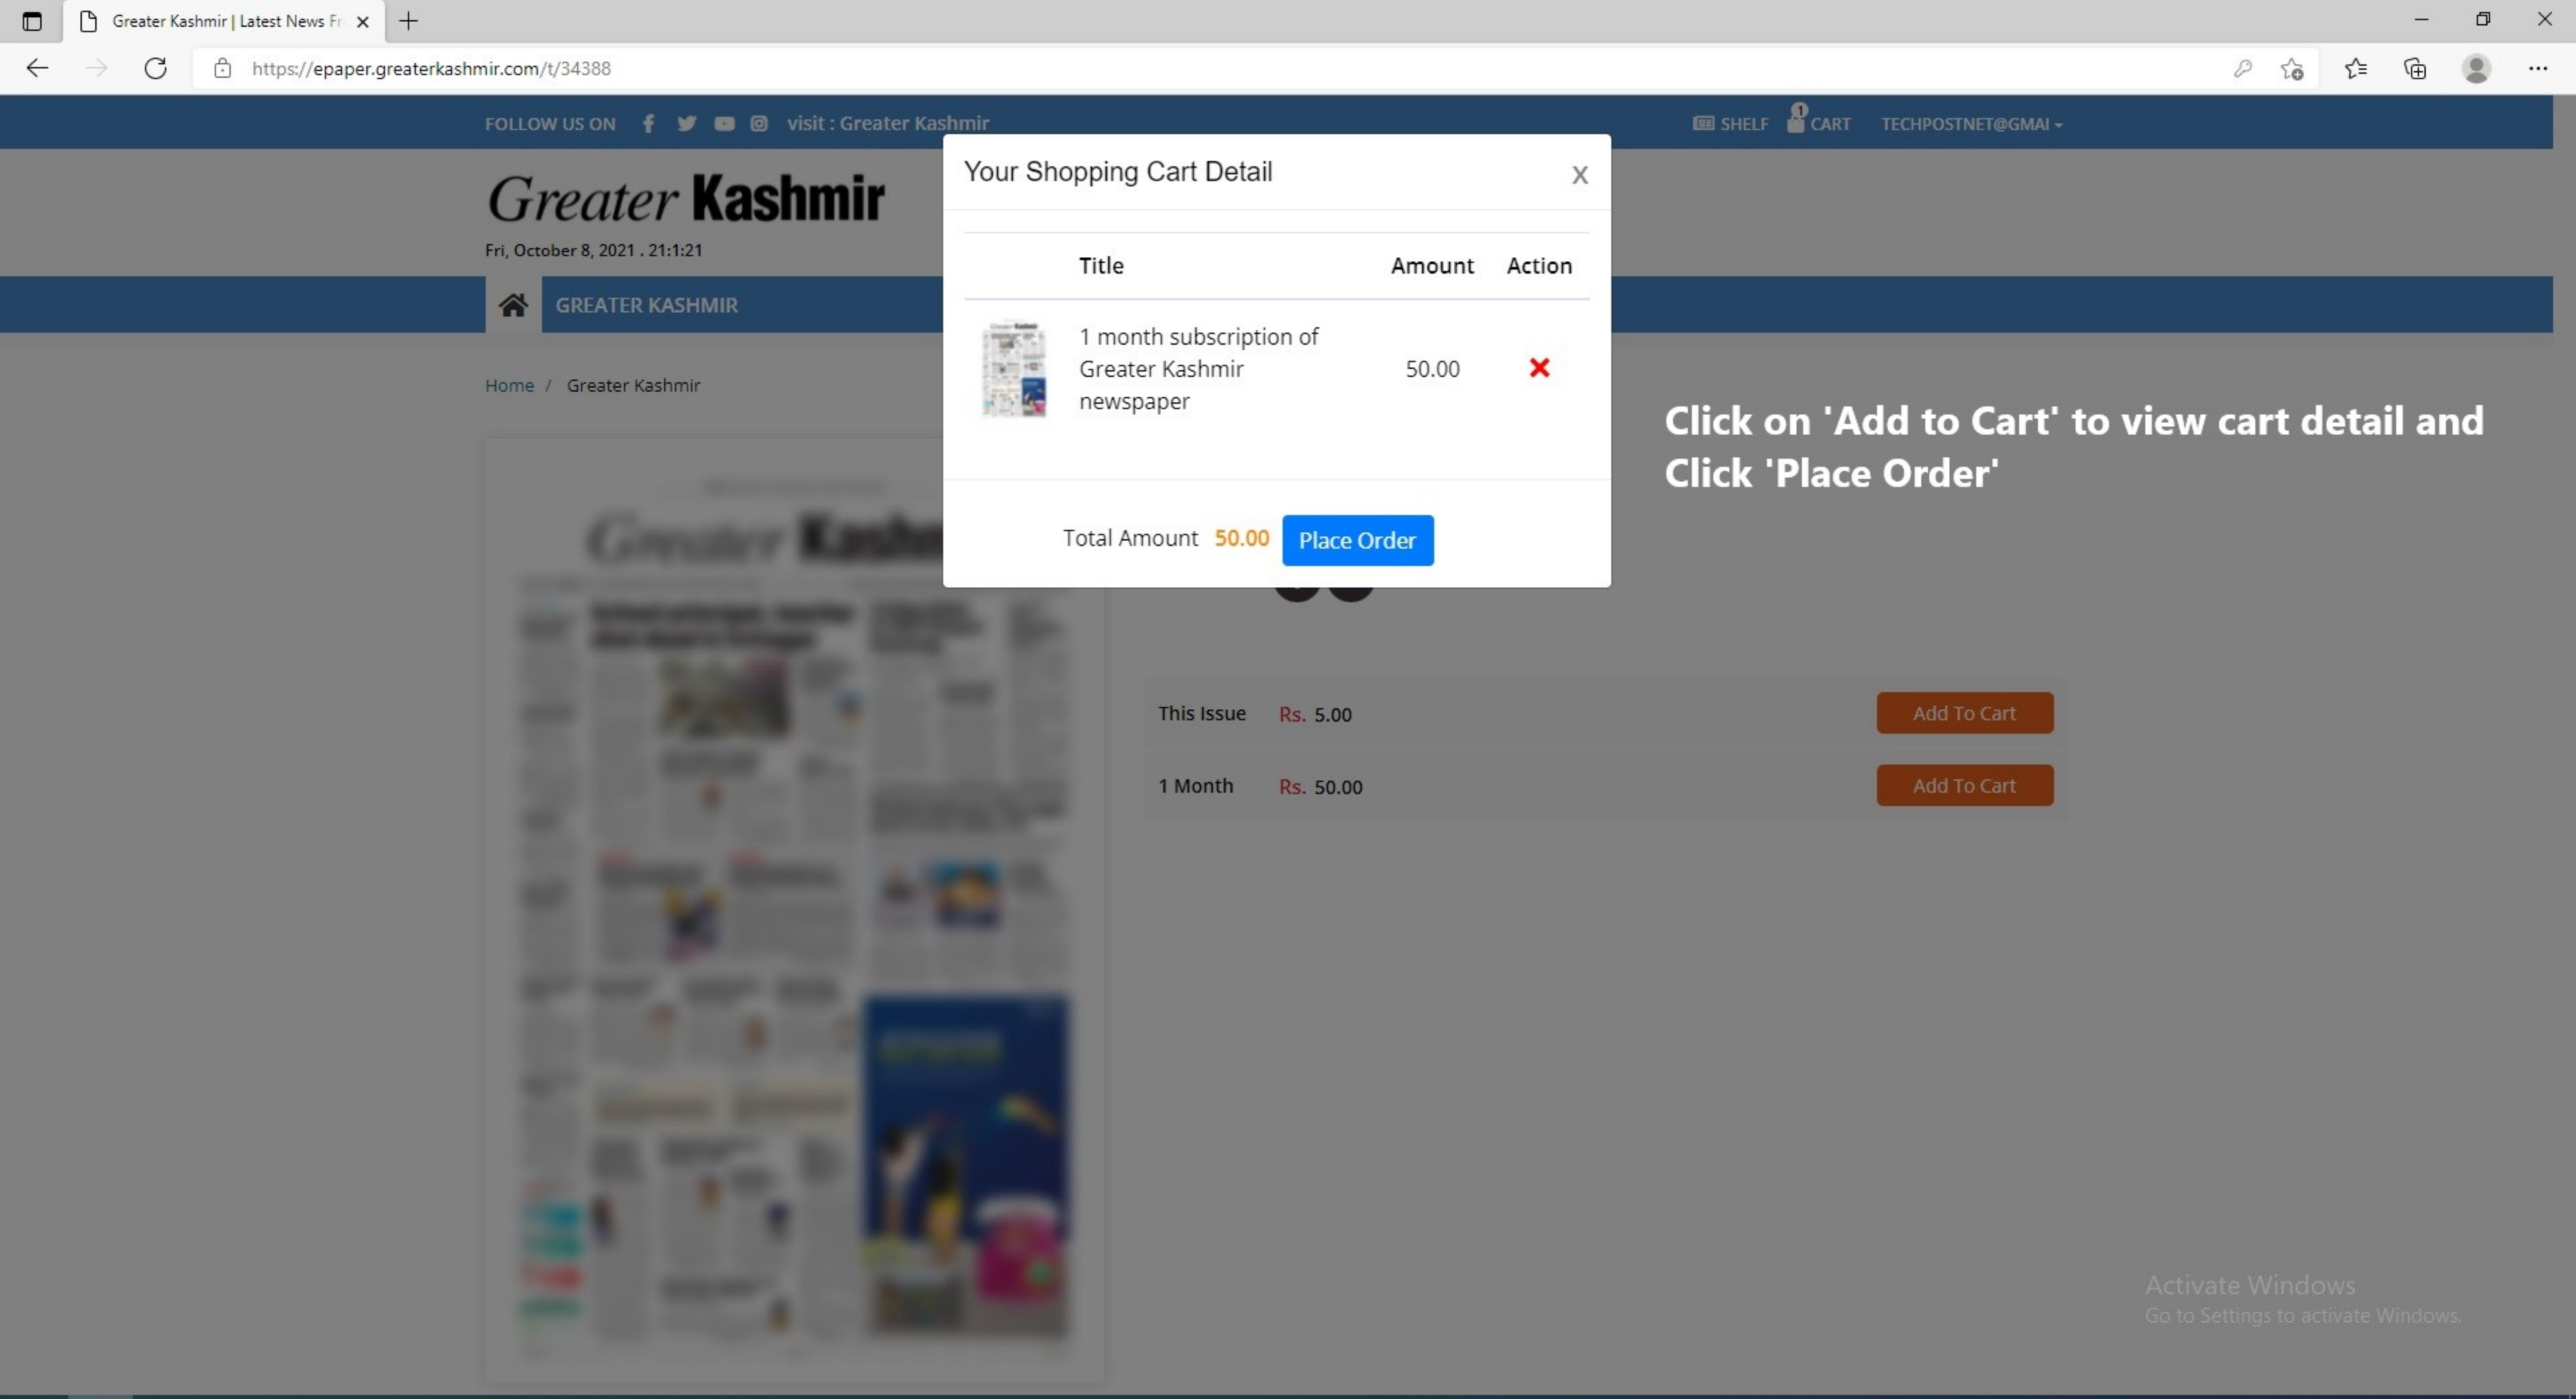 Greater Kashmir | Latest News Fr
https://epaper.greaterkashmir.com/t/34388
FOLLOW US ON visit : Greater Kashmir
SHELF 1 CART TECHPOSTNET@GMAI
Greater Kashmir
Fri, October 8, 2021 . 21:1:21
GREATER KASHMIR
Home / Greater Kashmir
Your Shopping Cart Detail X
Title Amount Action
1 month subscription of
Greater Kashmir
newspaper
50.00
Total Amount 50.00 Place Order
Click on 'Add to Cart' to view cart detail and
Click 'Place Order'
Greater Kashm
This Issue Rs. 5.00 Add To Cart
1 Month Rs. 50.00 Add To Cart
Activate Windows
Go to Settings to activate Windows.